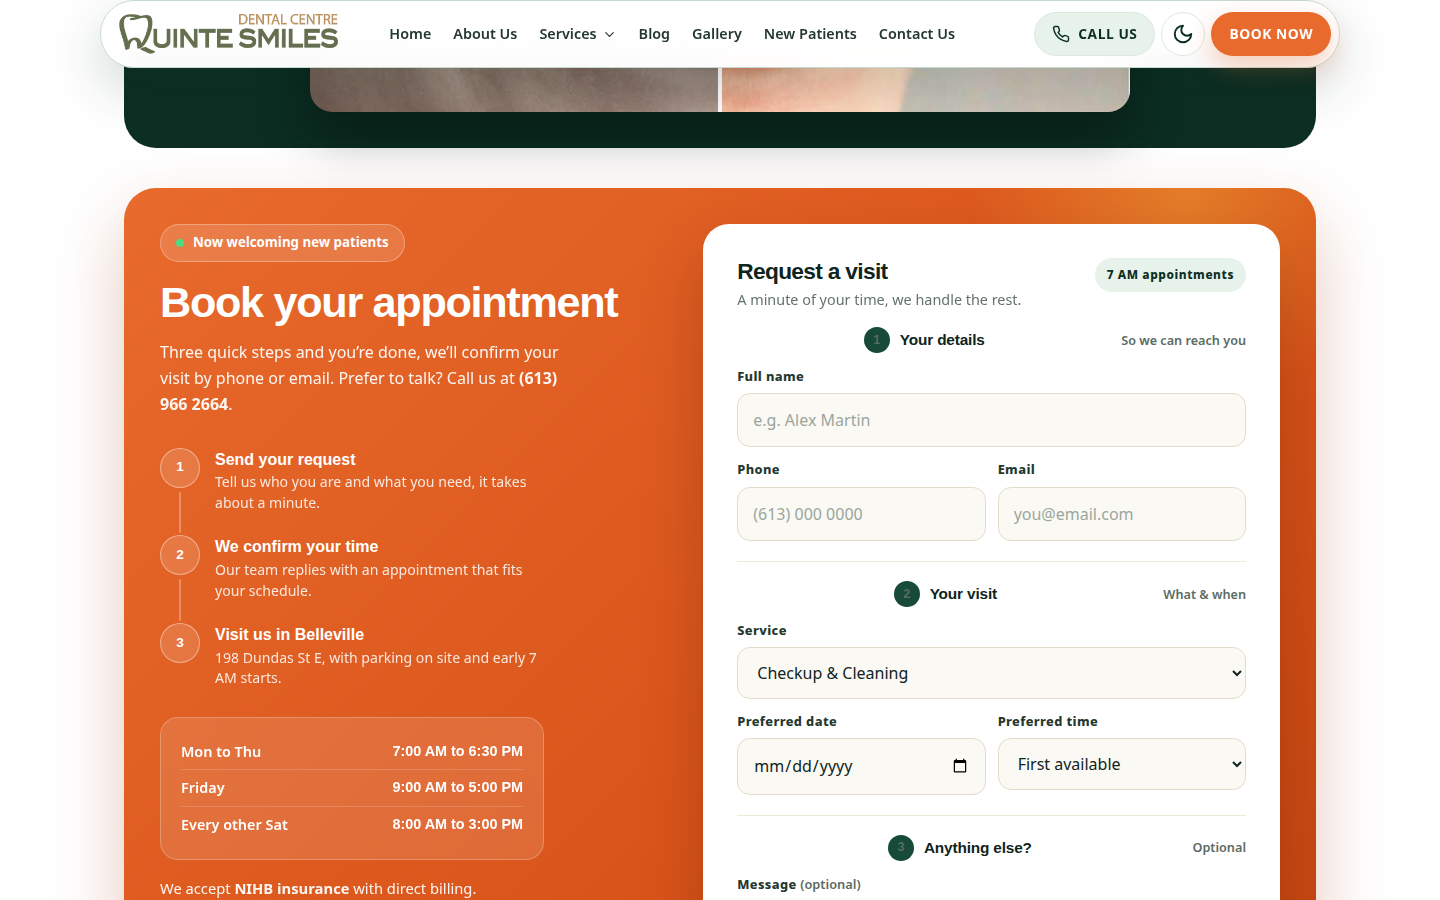 DENTAL CENTRE
QUINTE SMILES
Home
About Us
Services
Blog
Gallery
New Patients
Contact Us
CALL US
BOOK NOW
Now welcoming new patients
Book your appointment
Three quick steps and you’re done, we’ll confirm your
visit by phone or email. Prefer to talk? Call us at (613)
966 2664.
1
Send your request
Tell us who you are and what you need, it takes
about a minute.
2
We confirm your time
Our team replies with an appointment that fits
your schedule.
3
Visit us in Belleville
198 Dundas St E, with parking on site and early 7
AM starts.
Mon to Thu 7:00 AM to 6:30 PM
Friday 9:00 AM to 5:00 PM
Every other Sat 8:00 AM to 3:00 PM
We accept NIHB insurance with direct billing.
Request a visit
7 AM appointments
A minute of your time, we handle the rest.
1 Your details So we can reach you
Full name
e.g. Alex Martin
Phone Email
(613) 000 0000 you@email.com
2 Your visit What & when
Service
Checkup & Cleaning
Preferred date Preferred time
mm/dd/yyyy First available
3 Anything else? Optional
Message (optional)